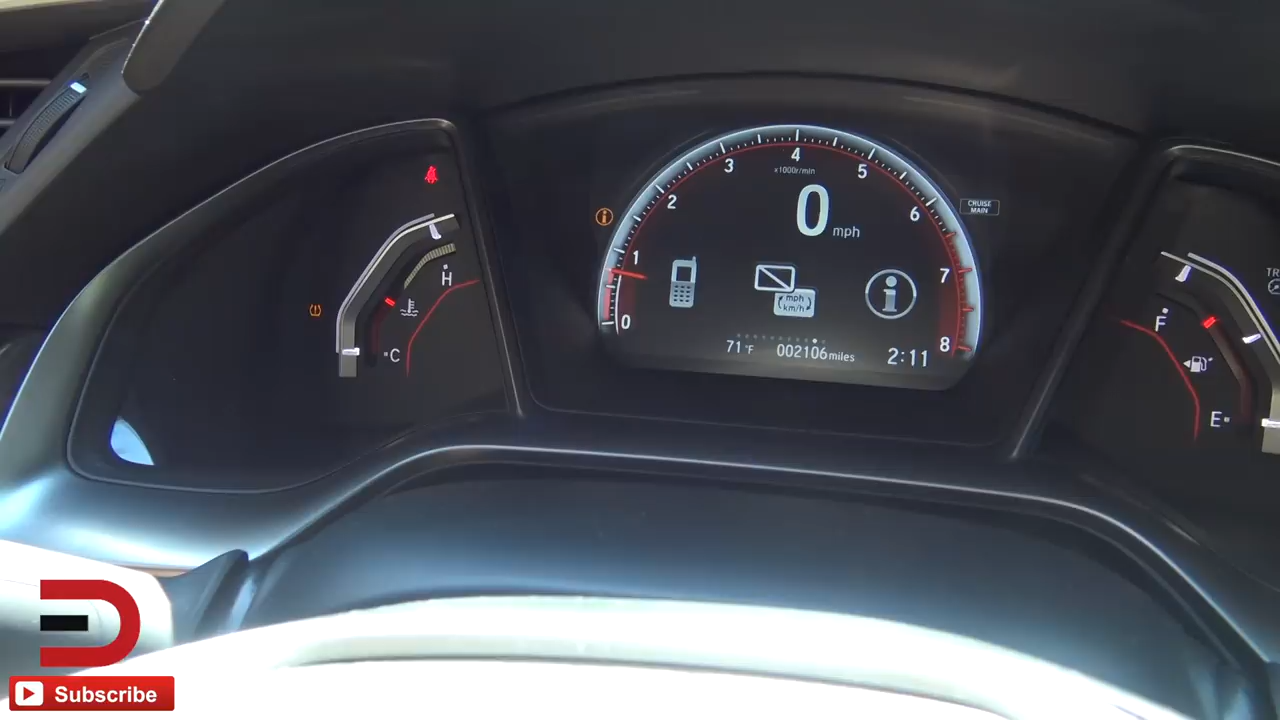 4
3
5
x1000r/min
2
6
0
mph
CRUISE
MAIN
1
7
H
mph
km/h
i
0
8
C
71°F
002106 miles
2:11
TR
F
E
Subscribe